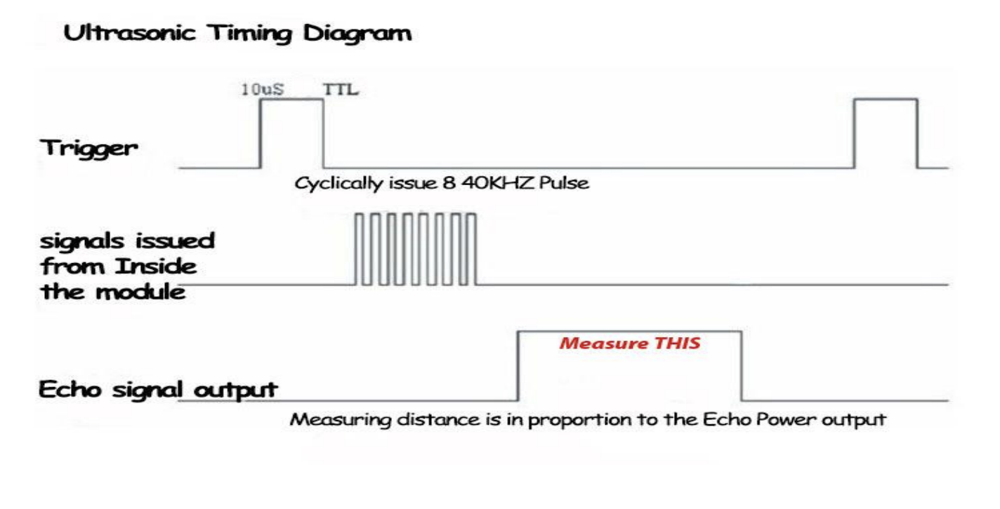 Ultrasonic Timing Diagram
10uS TTL
Trigger
Cyclically issue 8 40KHZ Pulse
signals issued
from Inside
the module
Measure THIS
Echo signal output
Measuring distance is in proportion to the Echo Power output